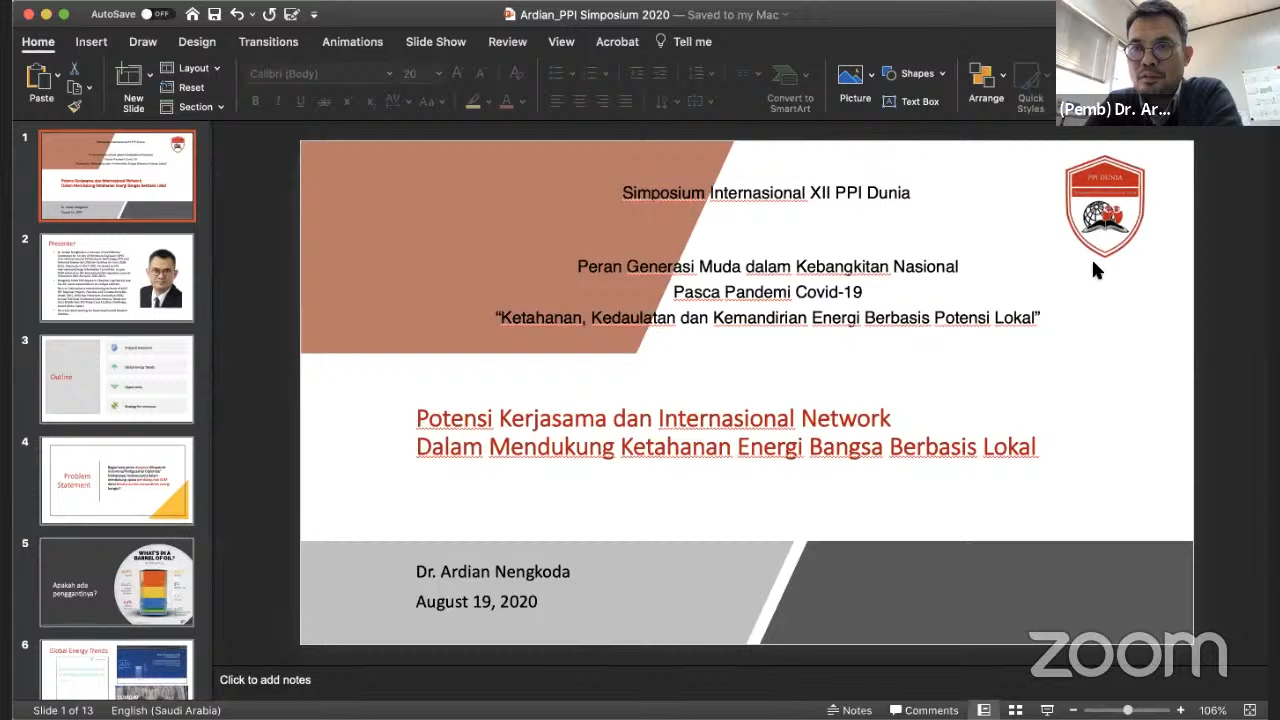 AutoSave OFF
Ardian_PPI Simposium 2020 — Saved to my Mac
Home Insert Draw Design Transitions Animations Slide Show Review View Acrobat Tell me
Paste
New
Slide
Layout
Reset
Section
Calibri (Body) 20
Convert to
SmartArt
Picture
Shapes
Text Box
Arrange
Quick
Styles
(Pemb) Dr. Ar...
1
2
Presenter
3
Outline
4
Problem
Statement
5
Apakah ada
penggantinya?
WHAT'S IN A
BARREL OF OIL?
6
Global Energy Trends
Simposium Internasional XII PPI Dunia
PPI DUNIA
Peran Generasi Muda dalam Kebangkitan Nasional
Pasca Pandemi Covid-19
“Ketahanan, Kedaulatan dan Kemandirian Energi Berbasis Potensi Lokal”
Potensi Kerjasama dan Internasional Network
Dalam Mendukung Ketahanan Energi Bangsa Berbasis Lokal
Dr. Ardian Nengkoda
August 19, 2020
zoom
Click to add notes
Slide 1 of 13 English (Saudi Arabia) Notes Comments 106%